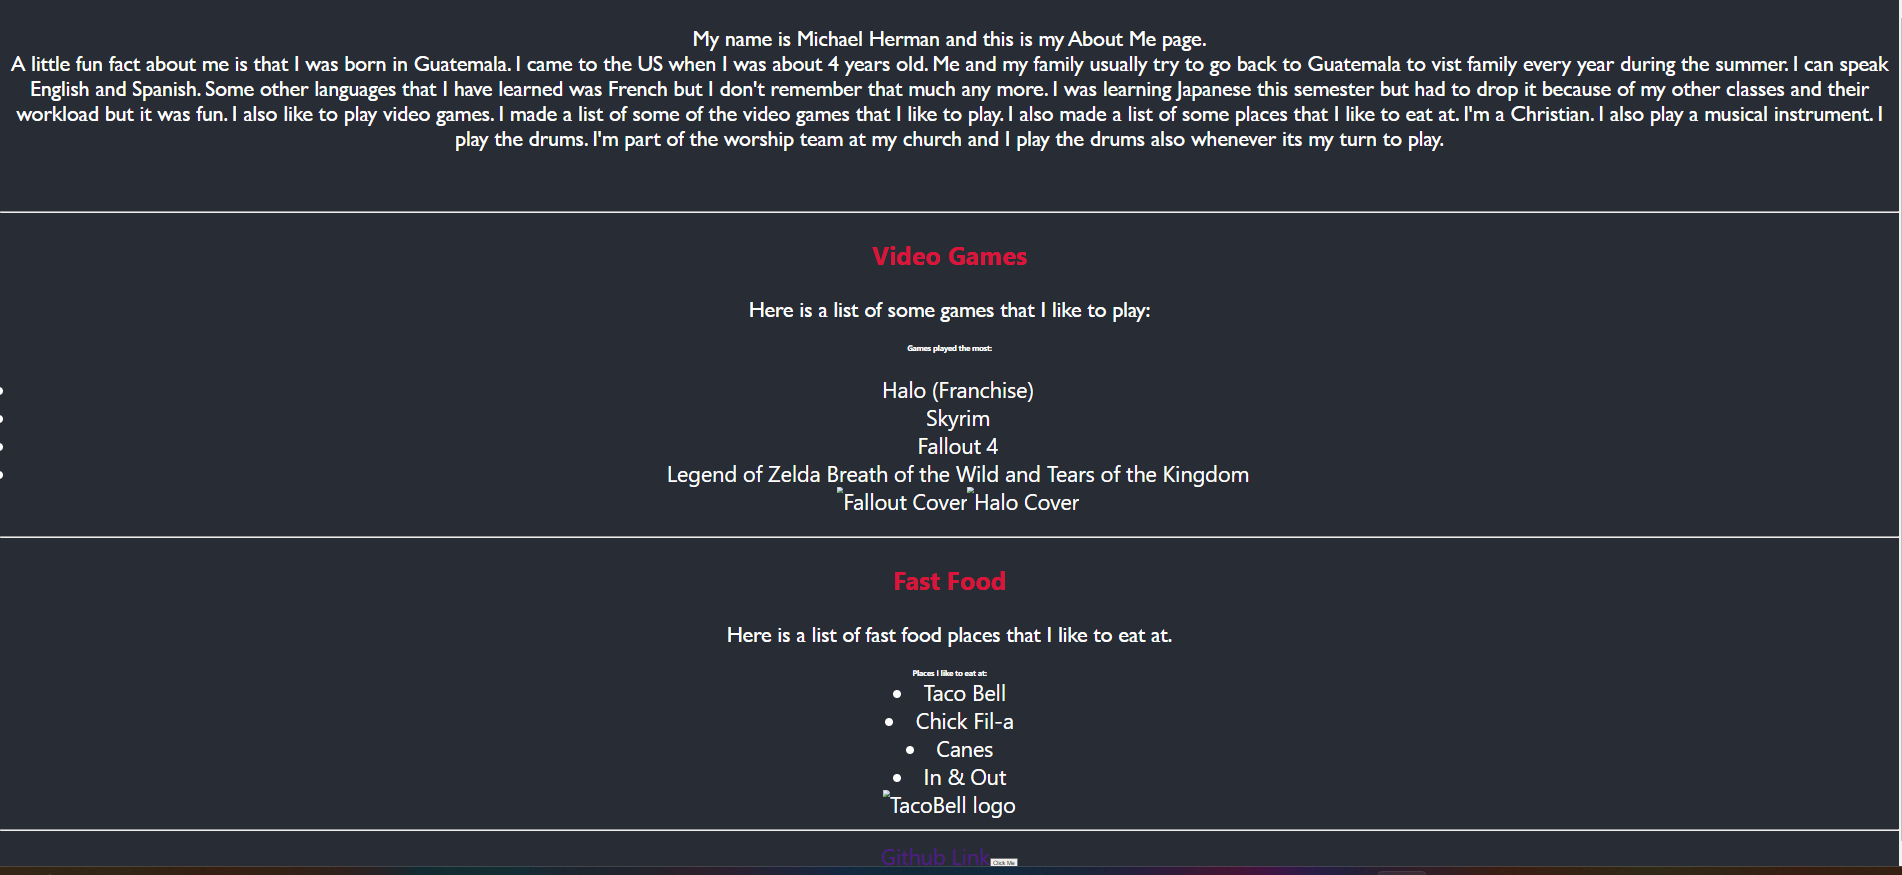 My name is Michael Herman and this is my About Me page.
A little fun fact about me is that I was born in Guatemala. I came to the US when I was about 4 years old. Me and my family usually try to go back to Guatemala to vist family every year during the summer. I can speak
English and Spanish. Some other languages that I have learned was French but I don't remember that much any more. I was learning Japanese this semester but had to drop it because of my other classes and their
workload but it was fun. I also like to play video games. I made a list of some of the video games that I like to play. I also made a list of some places that I like to eat at. I'm a Christian. I also play a musical instrument. I
play the drums. I'm part of the worship team at my church and I play the drums also whenever its my turn to play.
Video Games
Here is a list of some games that I like to play:
Games played the most:
Halo (Franchise)
Skyrim
Fallout 4
Legend of Zelda Breath of the Wild and Tears of the Kingdom
Fallout Cover Halo Cover
Fast Food
Here is a list of fast food places that I like to eat at.
Places I like to eat at:
Taco Bell
Chick Fil-a
Canes
In & Out
TacoBell logo
Github Link Click Me